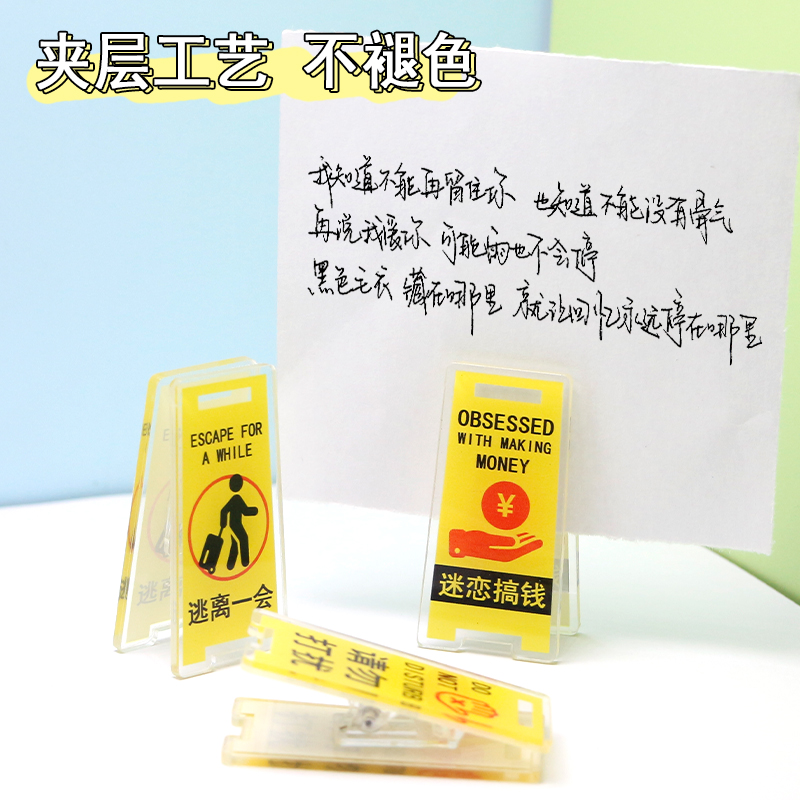 夹层工艺 不褪色
我知道不能再留住你 也知道不能没有骨气
再说我爱你 可能雨也不会停
黑色毛衣 藏在哪里 就让回忆永远停在哪里
ESCAPE FOR
A WHILE
逃离一会
OBSESSED
WITH MAKING
MONEY
¥
迷恋搞钱
请勿
打扰
DO
NOT
DISTURB